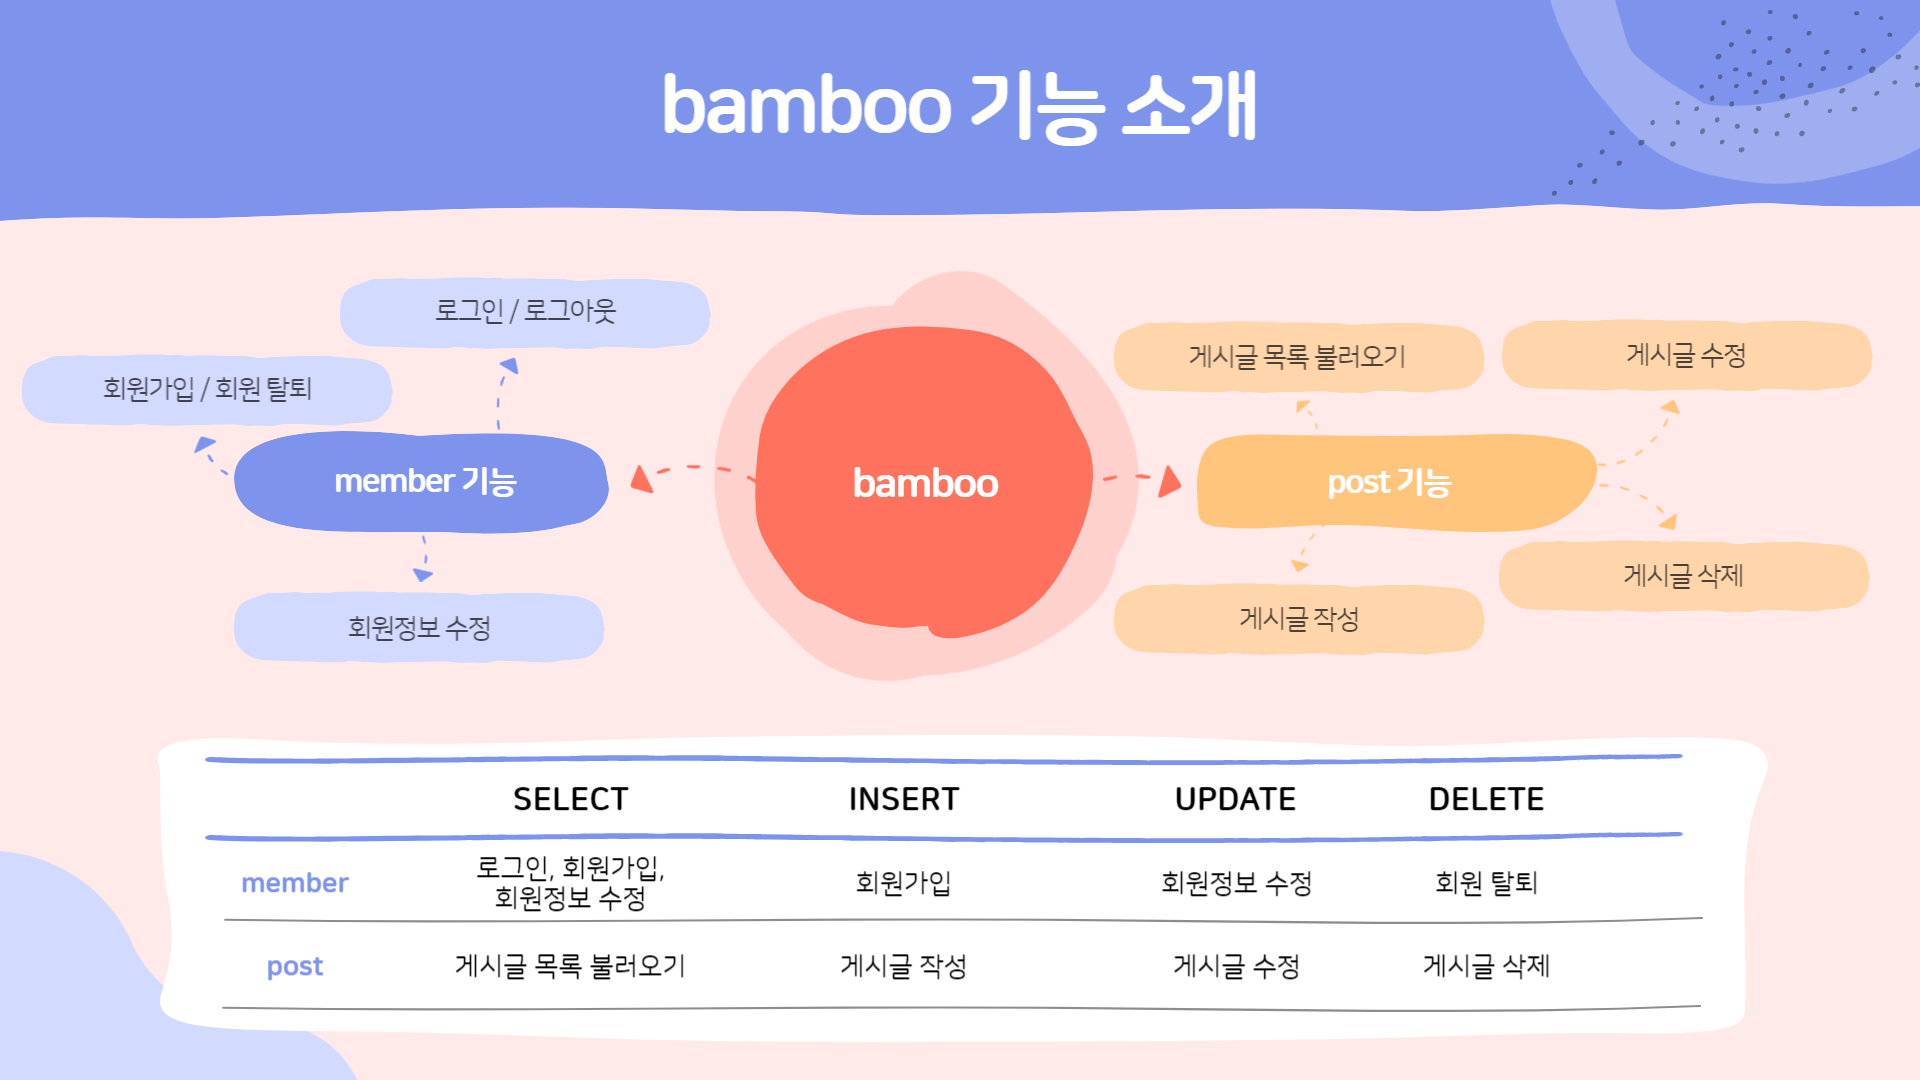 bamboo 기능 소개
로그인 / 로그아웃
회원가입 / 회원 탈퇴
member 기능
회원정보 수정
bamboo
게시글 목록 불러오기
게시글 수정
post 기능
게시글 삭제
게시글 작성
SELECT INSERT UPDATE DELETE
member 로그인, 회원가입, 회원가입 회원정보 수정 회원 탈퇴
회원정보 수정
post 게시글 목록 불러오기 게시글 작성 게시글 수정 게시글 삭제